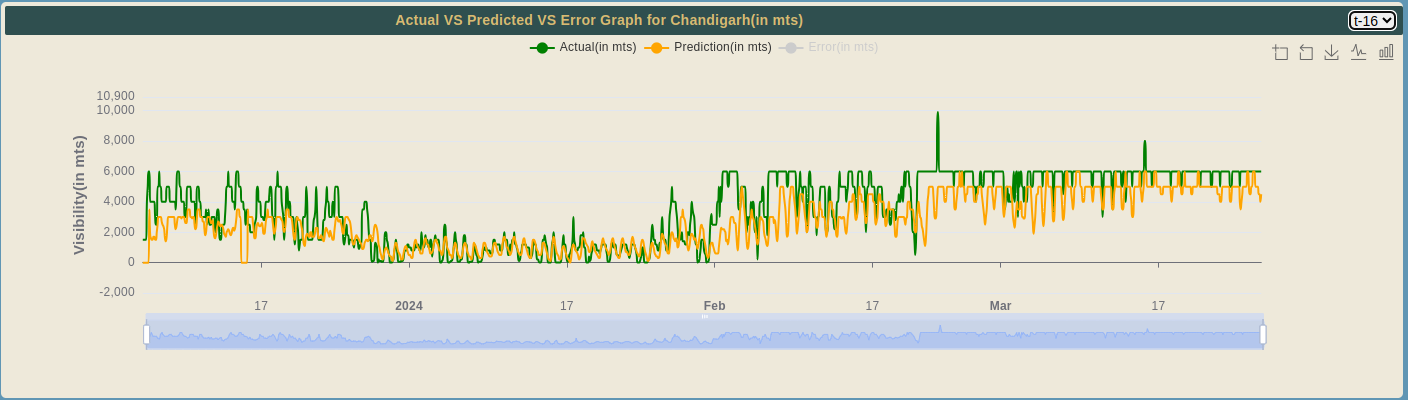 Actual VS Predicted VS Error Graph for Chandigarh(in mts)
t-16
Actual(in mts) Prediction(in mts) Error(in mts)
Visibility(in mts)
10,900
10,000
8,000
6,000
4,000
2,000
0
-2,000
17 2024 17 Feb 17 Mar 17